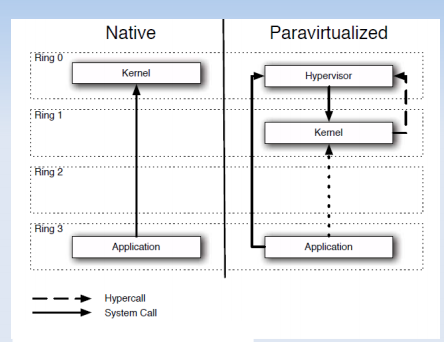 Native
Paravirtualized
Ring 0
Kernel
Hypervisor
Ring 1
Kernel
Ring 2
Ring 3
Application
Application
Hypercall
System Call